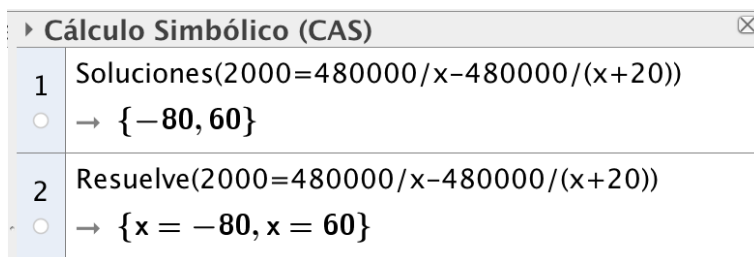 Cálculo Simbólico (CAS)
1
Soluciones(2000=480000/x-480000/(x+20))
→ {−80, 60}
2
Resuelve(2000=480000/x-480000/(x+20))
→ {x = −80, x = 60}